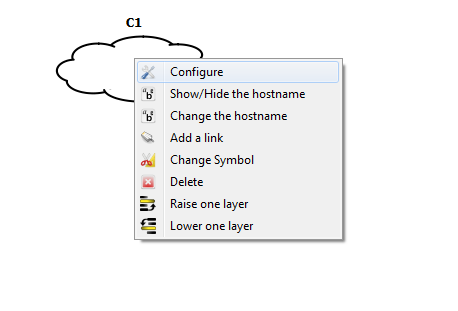 C1
Configure
Show/Hide the hostname
Change the hostname
Add a link
Change Symbol
Delete
Raise one layer
Lower one layer